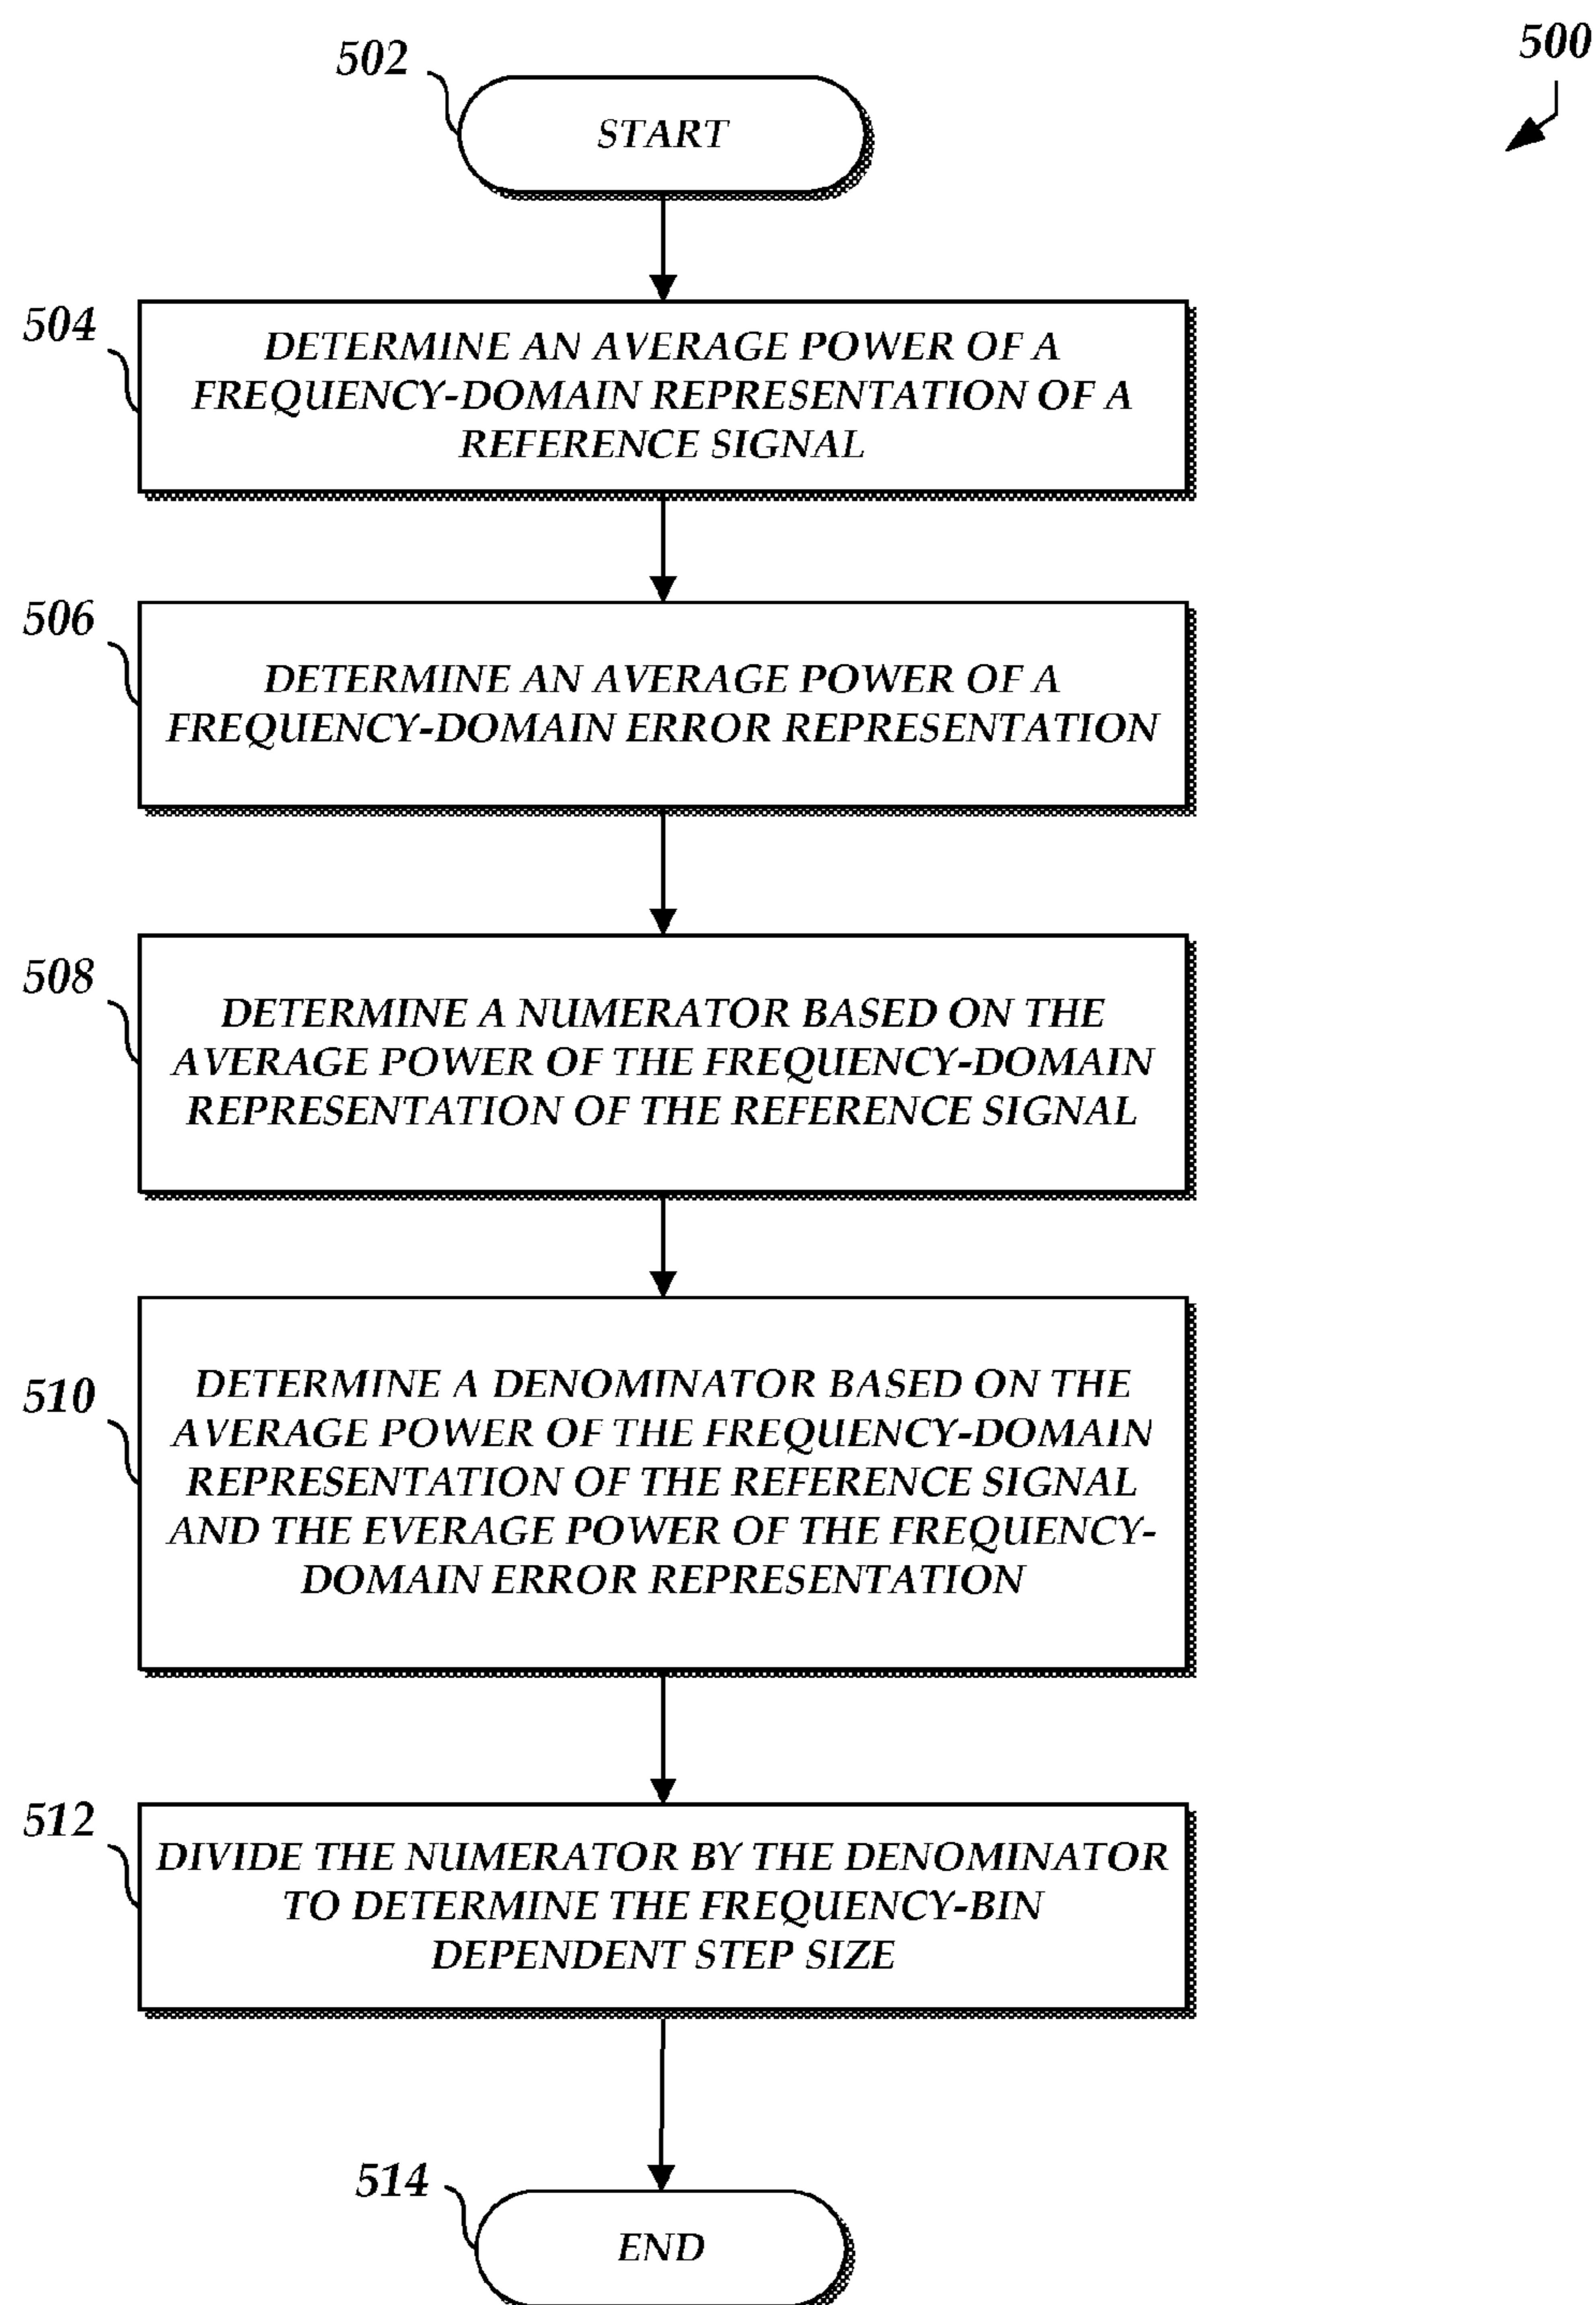 500
502
START
504
DETERMINE AN AVERAGE POWER OF A
FREQUENCY-DOMAIN REPRESENTATION OF A
REFERENCE SIGNAL
506
DETERMINE AN AVERAGE POWER OF A
FREQUENCY-DOMAIN ERROR REPRESENTATION
508
DETERMINE A NUMERATOR BASED ON THE
AVERAGE POWER OF THE FREQUENCY-DOMAIN
REPRESENTATION OF THE REFERENCE SIGNAL
510
DETERMINE A DENOMINATOR BASED ON THE
AVERAGE POWER OF THE FREQUENCY-DOMAIN
REPRESENTATION OF THE REFERENCE SIGNAL
AND THE EVERAGE POWER OF THE FREQUENCY-
DOMAIN ERROR REPRESENTATION
512
DIVIDE THE NUMERATOR BY THE DENOMINATOR
TO DETERMINE THE FREQUENCY-BIN
DEPENDENT STEP SIZE
514
END